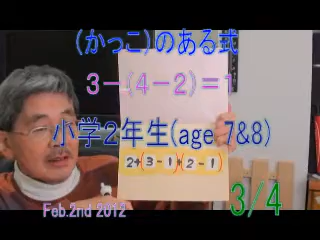 (かっこ)のある式
3-(4-2)=1
小学2年生(age 7&8)
2+(3-1)+2-1
3/4
Feb.2nd 2012